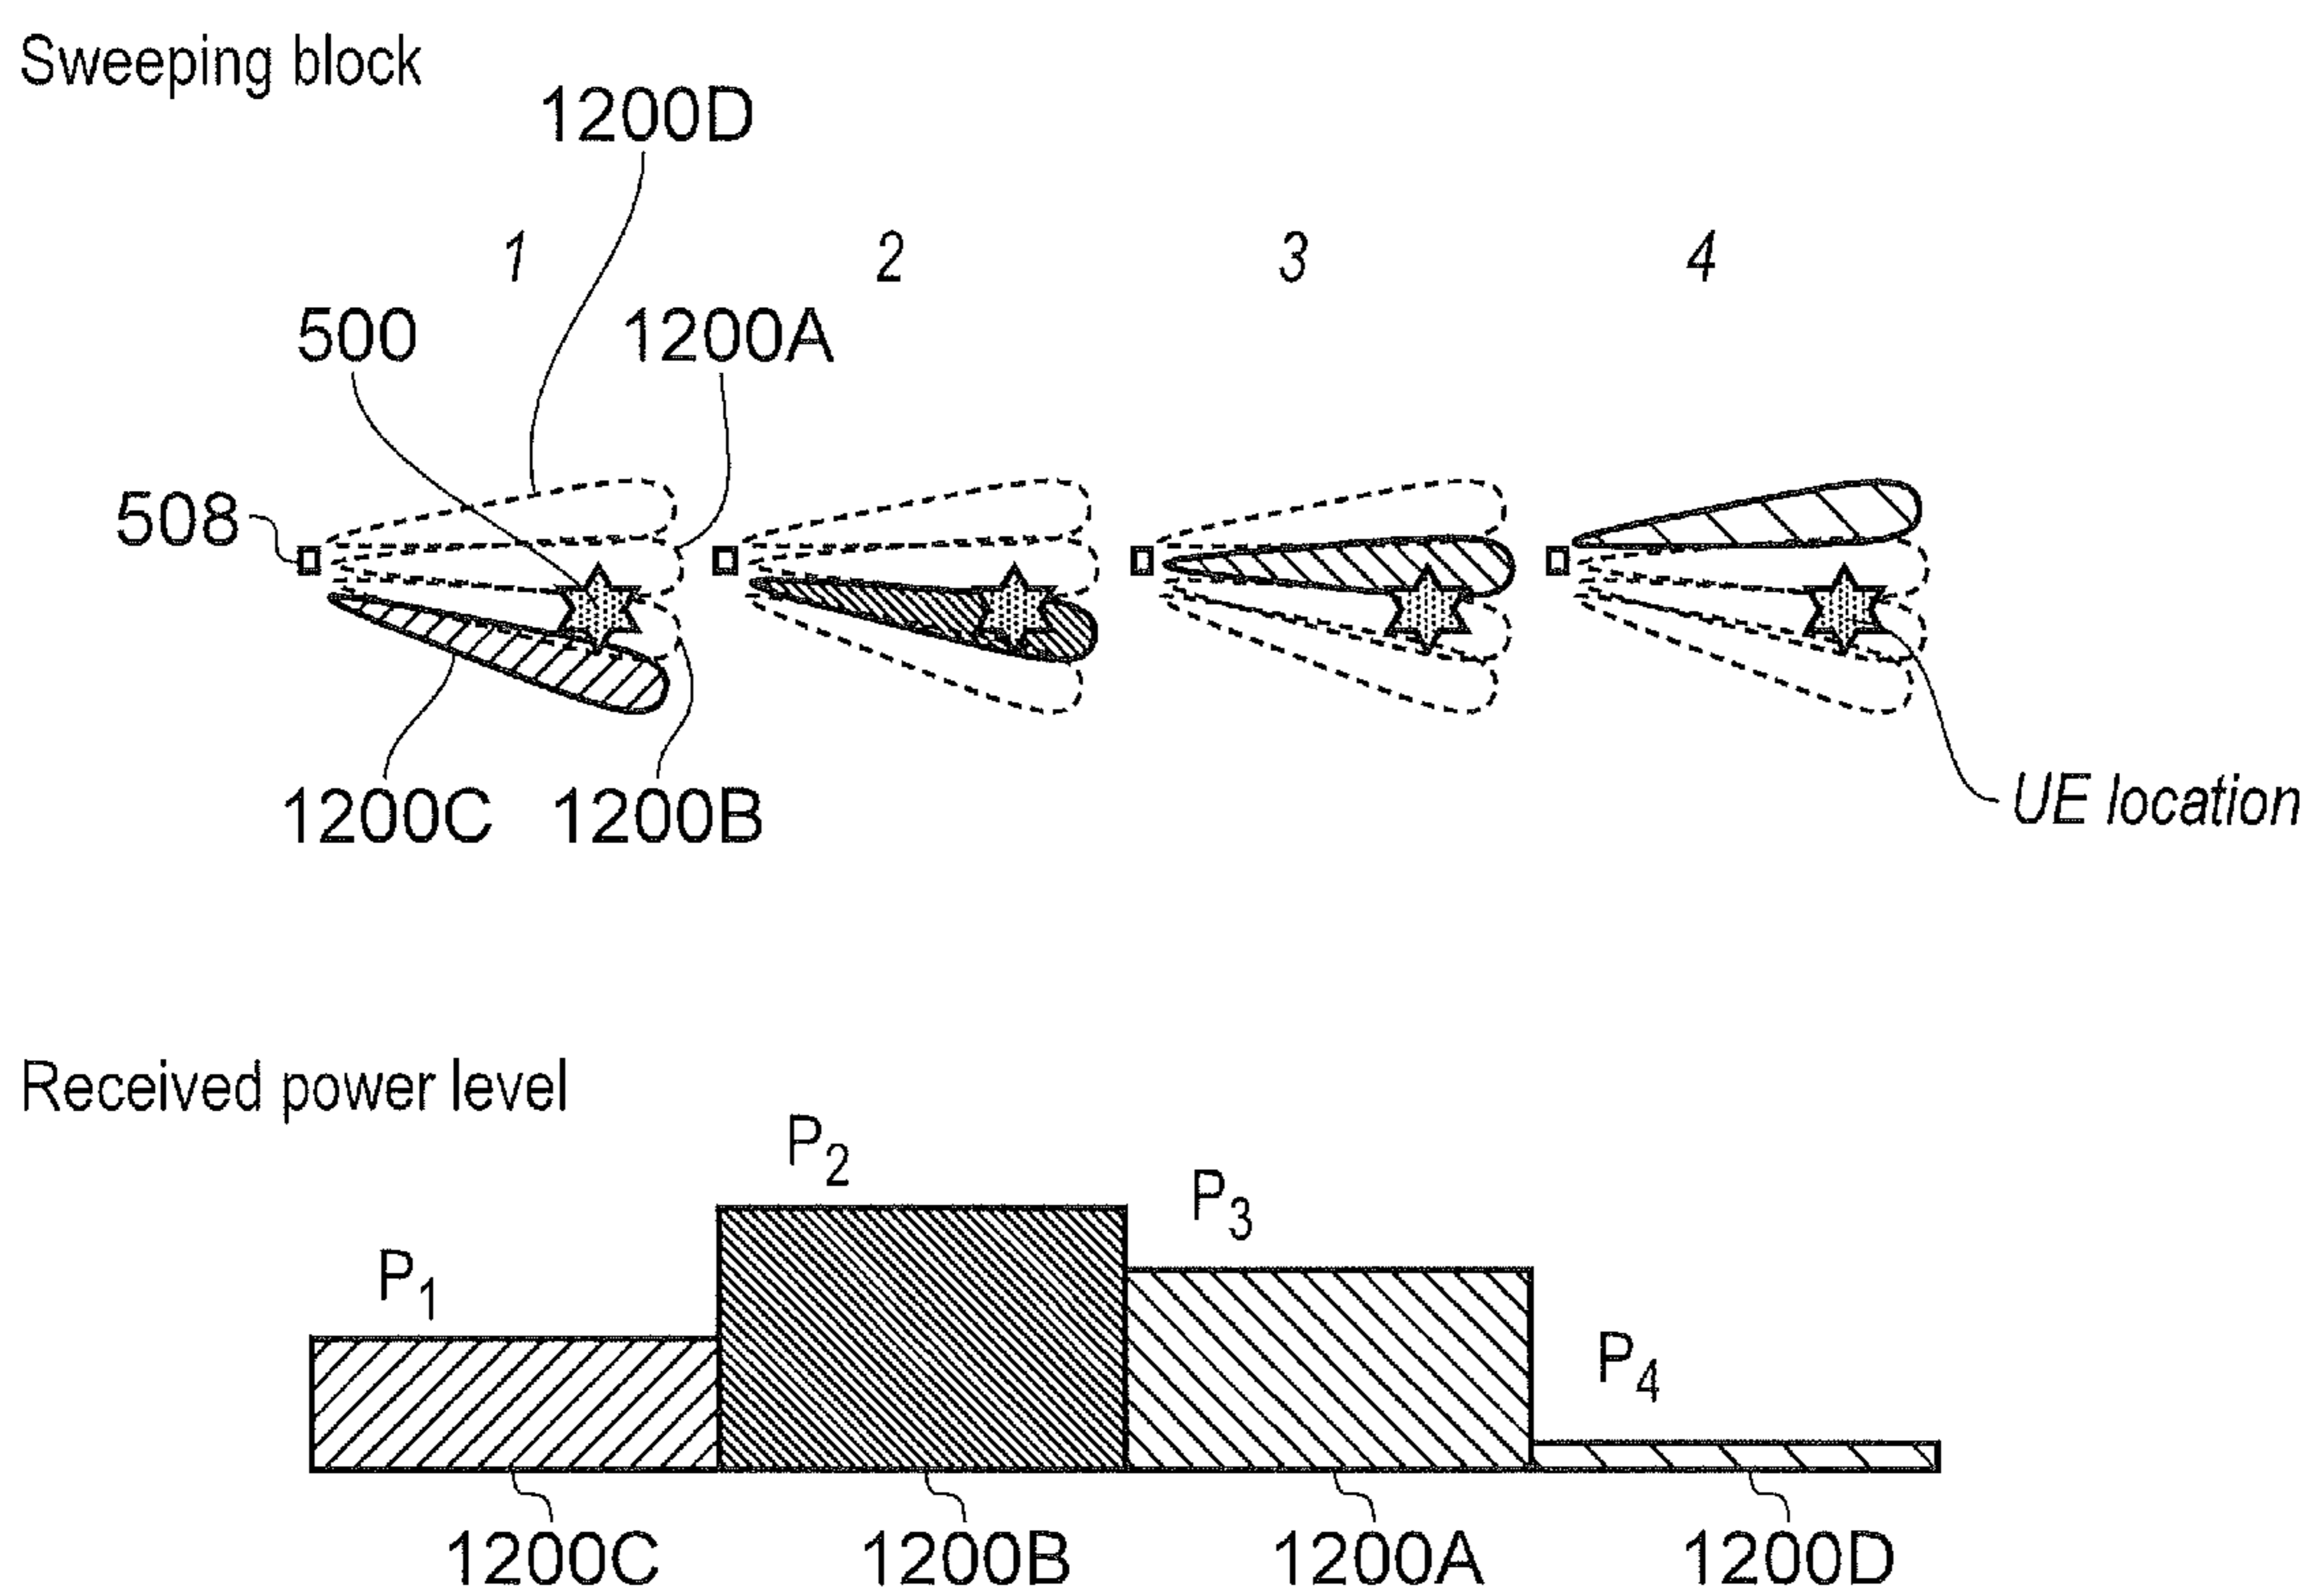 Sweeping block
1200D
1 2 3 4
500 1200A
508
1200C 1200B UE location
Received power level
P2
P3
P1
P4
1200C 1200B 1200A 1200D